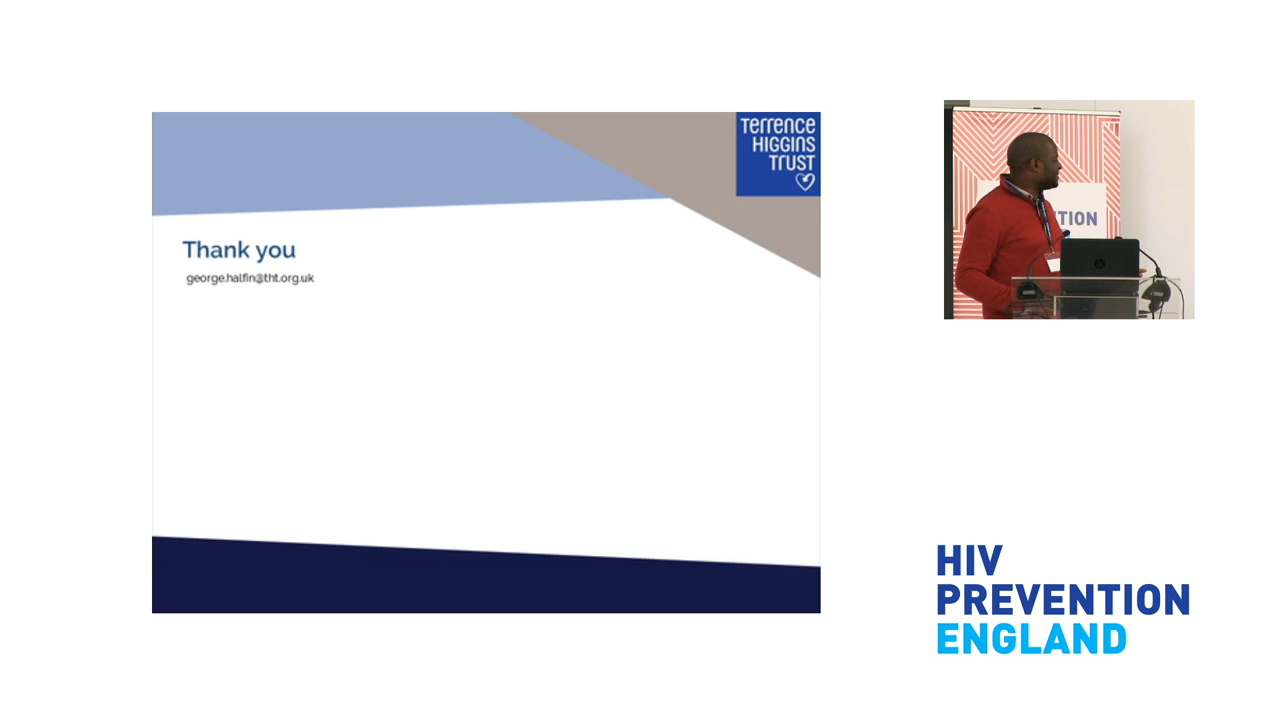 Terrence
HIGGINS
TRUST
Thank you
george.halfin@tht.org.uk
TION
HIV
PREVENTION
ENGLAND